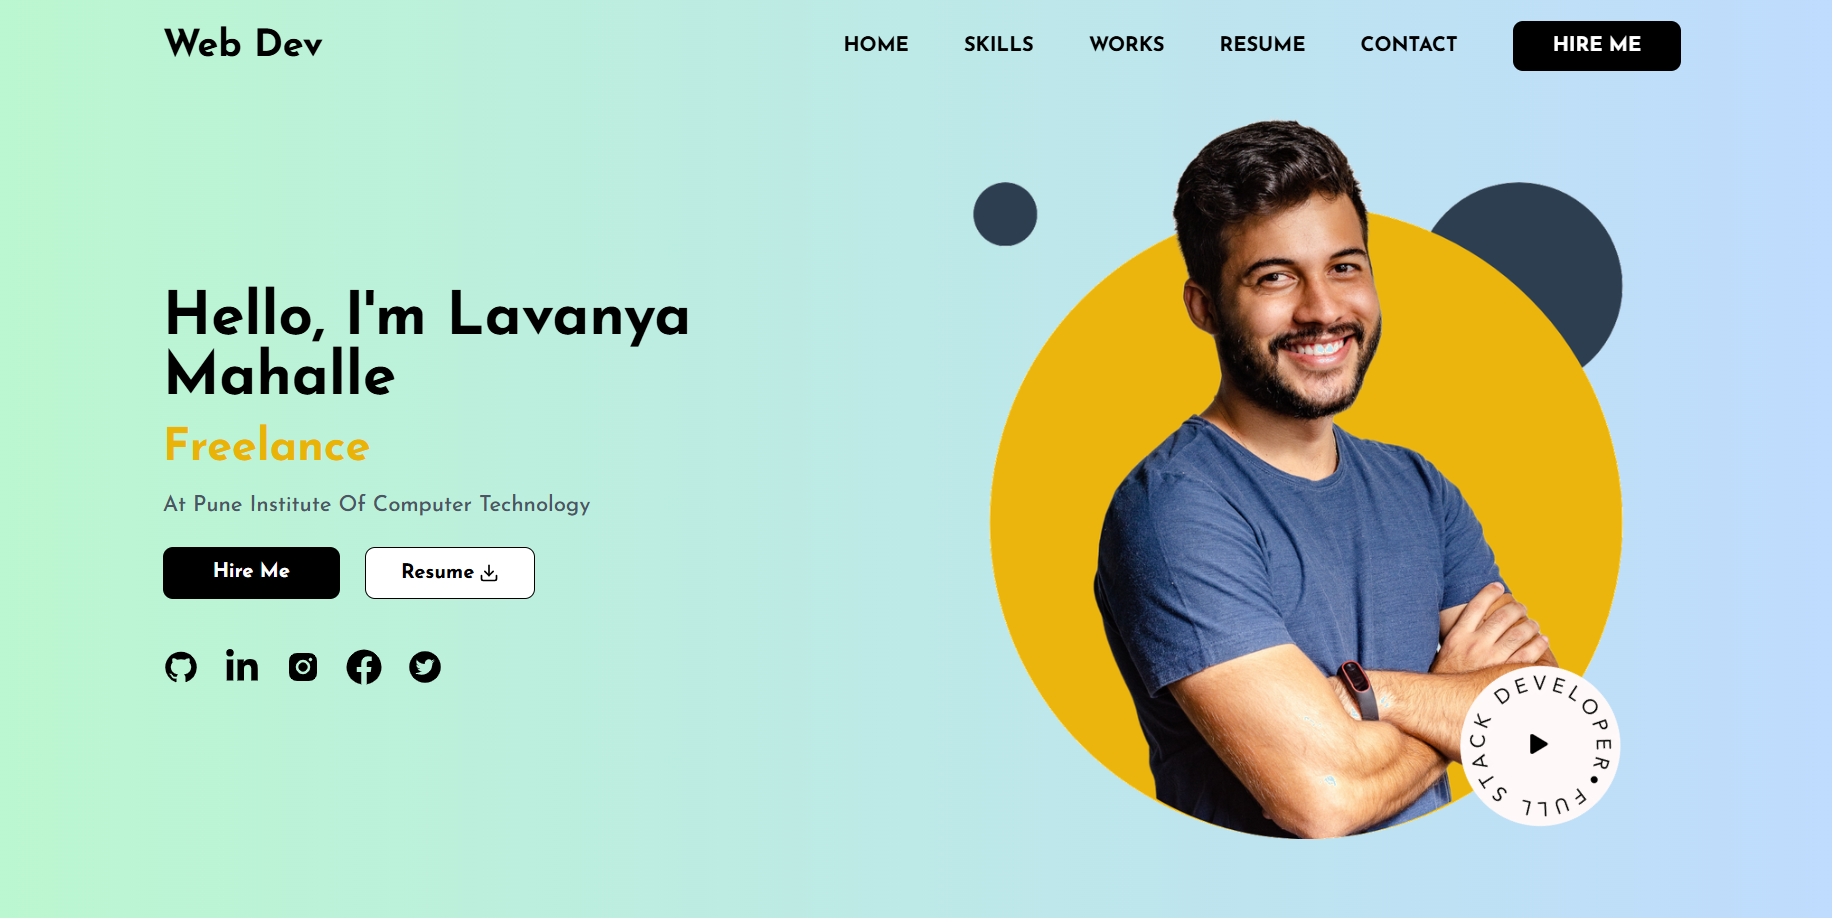 Web Dev
HOME SKILLS WORKS RESUME CONTACT HIRE ME
Hello, I'm Lavanya
Mahalle
Freelance
At Pune Institute Of Computer Technology
Hire Me Resume
in
FULL STACK DEVELOPER•